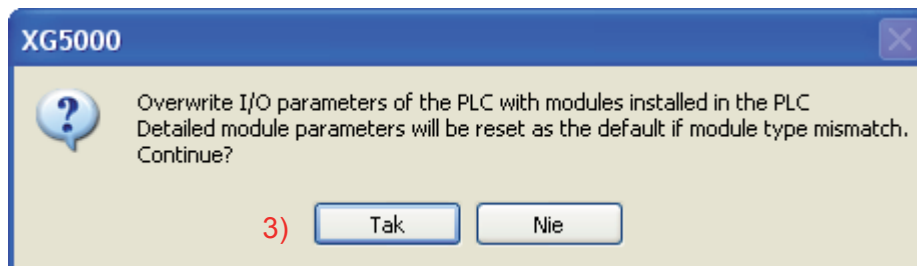 XG5000
Overwrite I/O parameters of the PLC with modules installed in the PLC
Detailed module parameters will be reset as the default if module type mismatch.
Continue?
3) Tak Nie